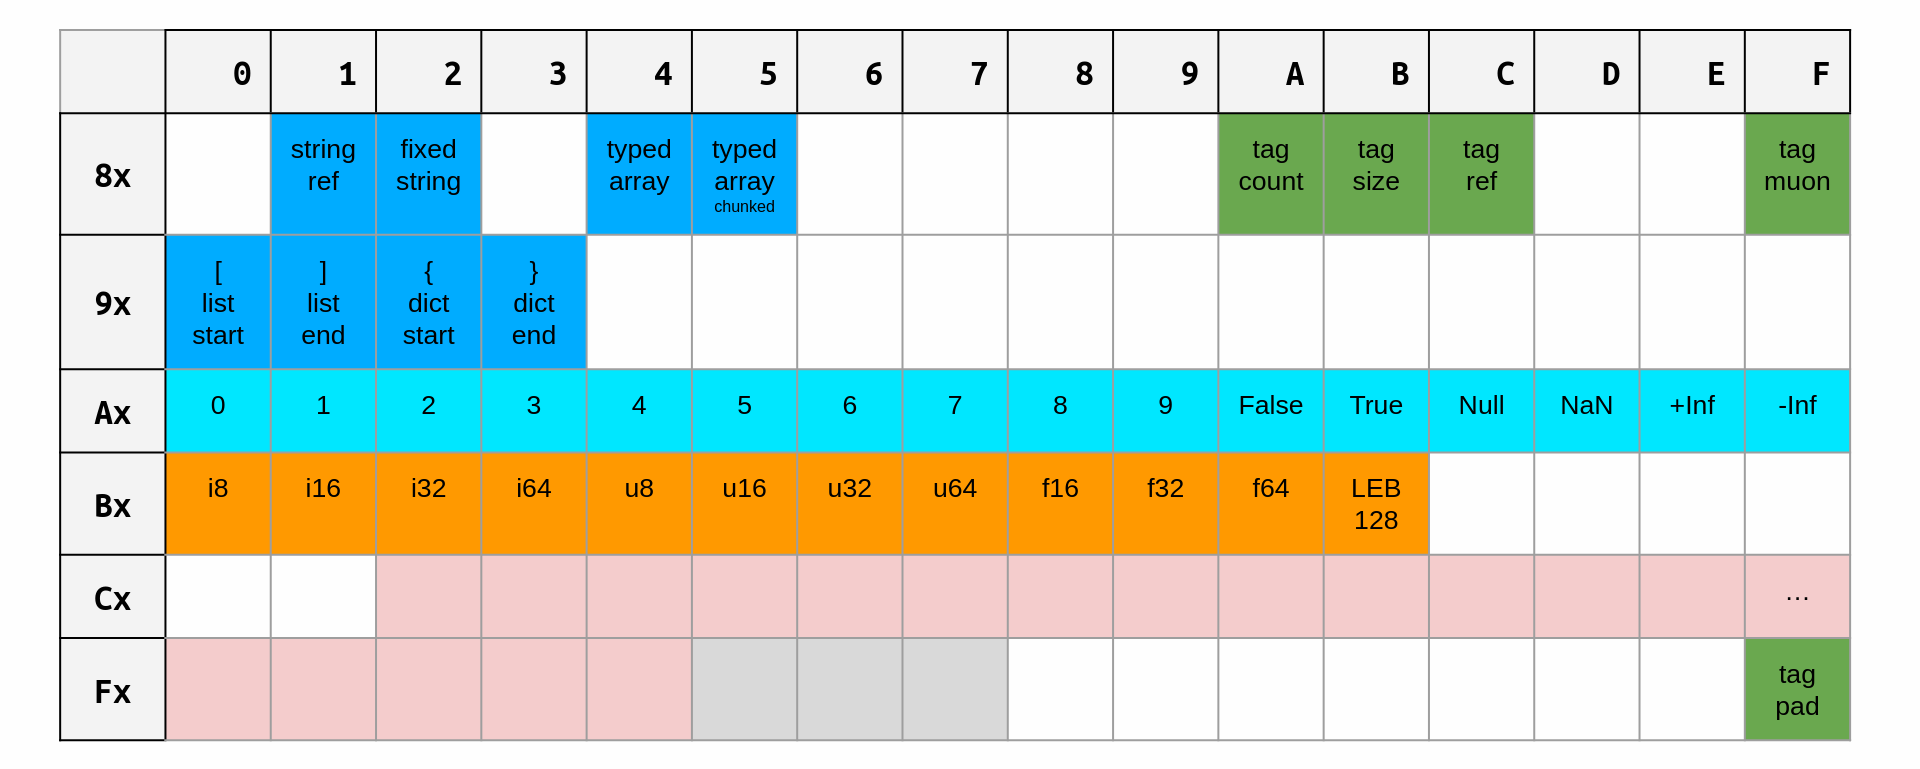 0 1 2 3 4 5 6 7 8 9 A B C D E F
8x string ref fixed string typed array typed array chunked tag count tag size tag ref tag muon
9x [ list start ] list end { dict start } dict end
Ax 0 1 2 3 4 5 6 7 8 9 False True Null NaN +Inf -Inf
Bx i8 i16 i32 i64 u8 u16 u32 u64 f16 f32 f64 LEB 128
Cx ...
Fx tag pad